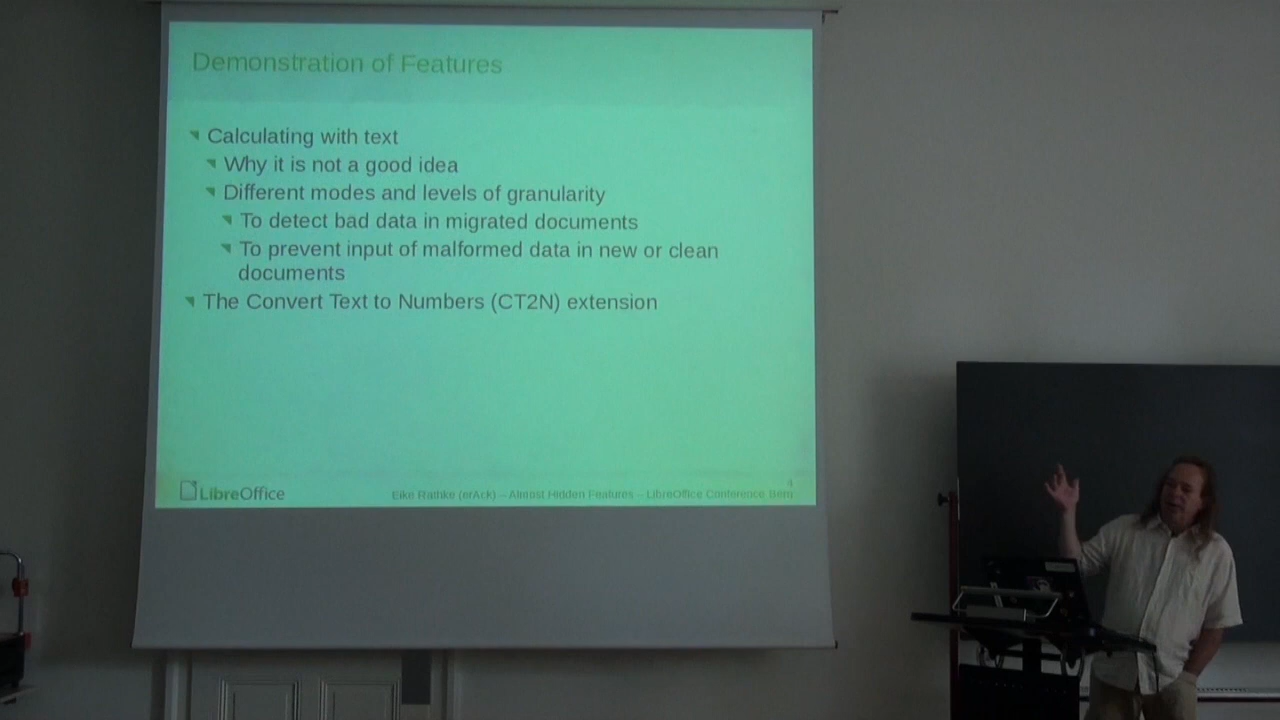 Demonstration of Features
Calculating with text
Why it is not a good idea
Different modes and levels of granularity
To detect bad data in migrated documents
To prevent input of malformed data in new or clean
documents
The Convert Text to Numbers (CT2N) extension
4
LibreOffice
Eike Rathke (erAck) – Almost Hidden Features – LibreOffice Conference Bern